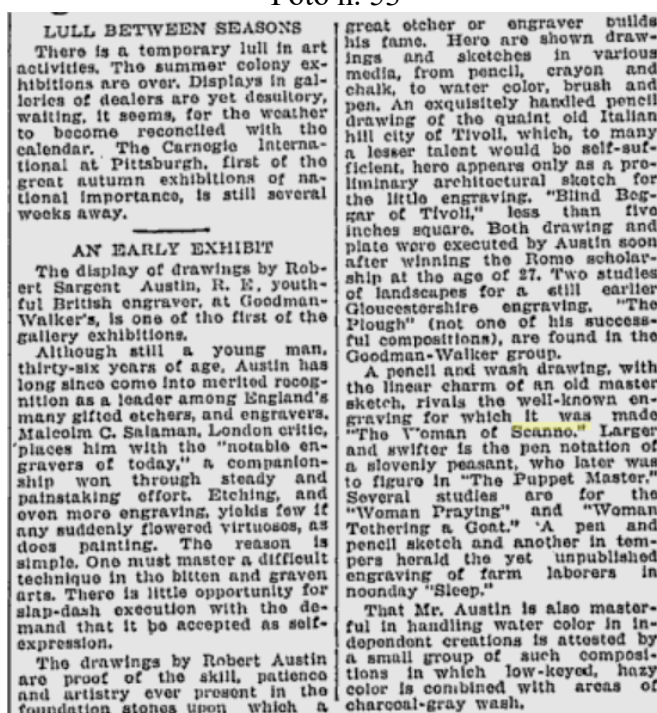 Foto n. 53
LULL BETWEEN SEASONS
There is a temporary lull in art
activities. The summer colony ex-
hibitions are over. Displays in gal-
leries of dealers are yet desultory,
waiting, it seems, for the weather
to become reconciled with the
calendar. The Carnegie Interna-
tional at Pittsburgh, first of the
great autumn exhibitions of na-
tional importance, is still several
weeks away.
AN EARLY EXHIBIT
The display of drawings by Rob-
ert Sargent Austin, R. E., youth-
ful British engraver, at Goodman-
Walker's, is one of the first of the
gallery exhibitions.
Although still a young man,
thirty-six years of age, Austin has
long since come into merited recog-
nition as a leader among England's
many gifted etchers, and engravers.
Malcolm C. Salaman, London critic,
places him with the "notable en-
gravers of today," a companion-
ship won through steady and
painstaking effort. Etching, and
even more engraving, yields few if
any suddenly flowered virtuosos, as
does painting. The reason is
simple. One must master a difficult
technique in the bitten and graven
arts. There is little opportunity for
slap-dash execution with the de-
mand that it be accepted as self-
expression.
The drawings by Robert Austin
are proof of the skill, patience
and artistry ever present in the
foundation stones upon which a
great etcher or engraver builds
his fame. Here are shown draw-
ings and sketches in various
media, from pencil, crayon and
chalk, to water color, brush and
pen. An exquisitely handled pencil
drawing of the quaint old Italian
hill city of Tivoli, which, to many
a lesser talent would be self-suf-
ficient, here appears only as a pre-
liminary architectural sketch for
the little engraving, "Blind Beg-
gar of Tivoli," less than five
inches square. Both drawing and
plate were executed by Austin soon
after winning the Rome scholar-
ship at the age of 27. Two studies
of landscapes for a still earlier
Gloucestershire engraving, "The
Plough" (not one of his success-
ful compositions), are found in the
Goodman-Walker group.
A pencil and wash drawing, with
the linear charm of an old master
sketch, rivals the well-known en-
graving for which it was made
"The Woman of Scanno." Larger
and swifter is the pen notation of
a slovenly peasant, who later was
to figure in "The Puppet Master."
Several studies are for the
"Woman Praying" and "Woman
Tethering a Goat." A pen and
pencil sketch and another in tem-
pera herald the yet unpublished
engraving of farm laborers in
noonday "Sleep."
That Mr. Austin is also master-
ful in handling water color in in-
dependent creations is attested by
a small group of such composi-
tions in which low-keyed, hazy
color is combined with areas of
charcoal-gray wash.